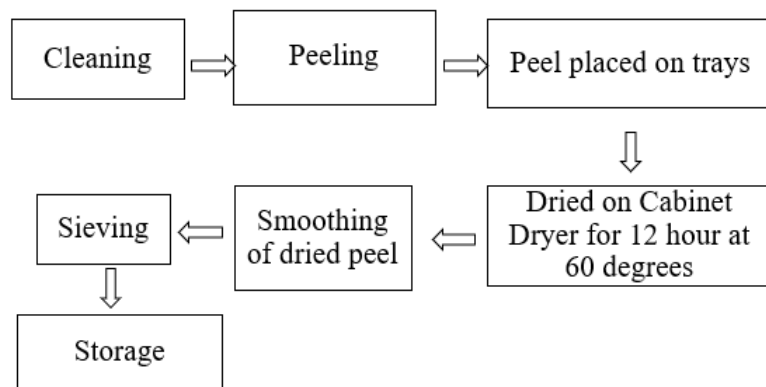 Cleaning
Peeling
Peel placed on trays
Dried on Cabinet
Dryer for 12 hour at
60 degrees
Smoothing
of dried peel
Sieving
Storage